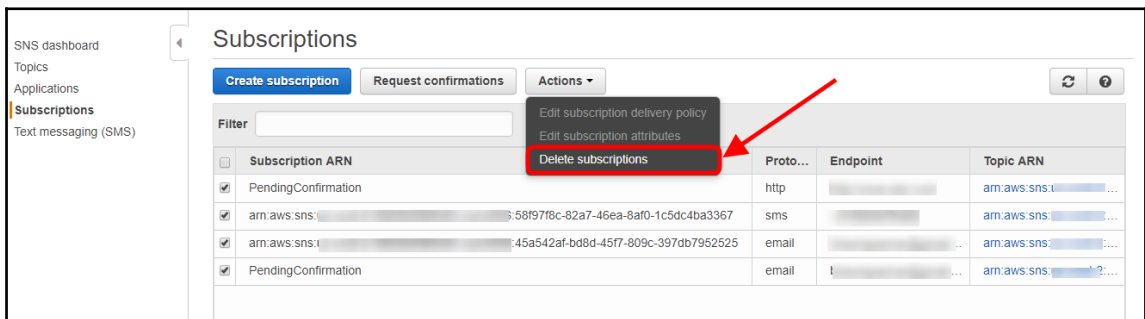 SNS dashboard
Topics
Applications
Subscriptions
Text messaging (SMS)
Subscriptions
Create subscription Request confirmations Actions
Edit subscription delivery policy
Edit subscription attributes
Delete subscriptions
Filter
Subscription ARN Proto... Endpoint Topic ARN
PendingConfirmation http arn:aws:sns:
arn:aws:sns: :58f97f8c-82a7-46ea-8af0-1c5dc4ba3367 sms arn:aws:sns:
arn:aws:sns: :45a542af-bd8d-45f7-809c-397db7952525 email arn:aws:sns:
PendingConfirmation email arn:aws:sns: